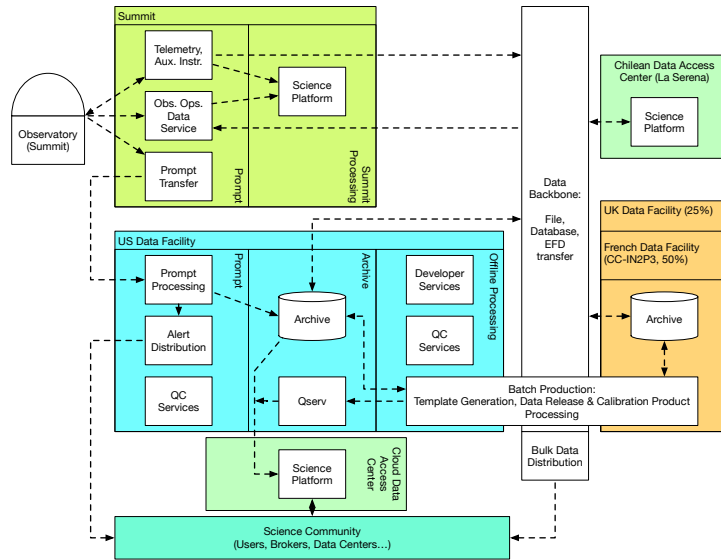 Summit
Telemetry,
Aux. Instr.
Obs. Ops.
Data
Service
Prompt
Transfer
Prompt
Science
Platform
Summit Processing
Observatory
(Summit)
Data
Backbone:
File,
Database,
EFD
transfer
Chilean Data Access
Center (La Serena)
Science
Platform
UK Data Facility (25%)
French Data Facility
(CC-IN2P3, 50%)
Archive
US Data Facility
Prompt
Processing
Alert
Distribution
QC
Services
Prompt
Archive
Archive
Qserv
Developer
Services
QC
Services
Offline Processing
Batch Production:
Template Generation, Data Release & Calibration Product
Processing
Bulk Data
Distribution
Science
Platform
Cloud Data
Access
Center
Science Community
(Users, Brokers, Data Centers...)